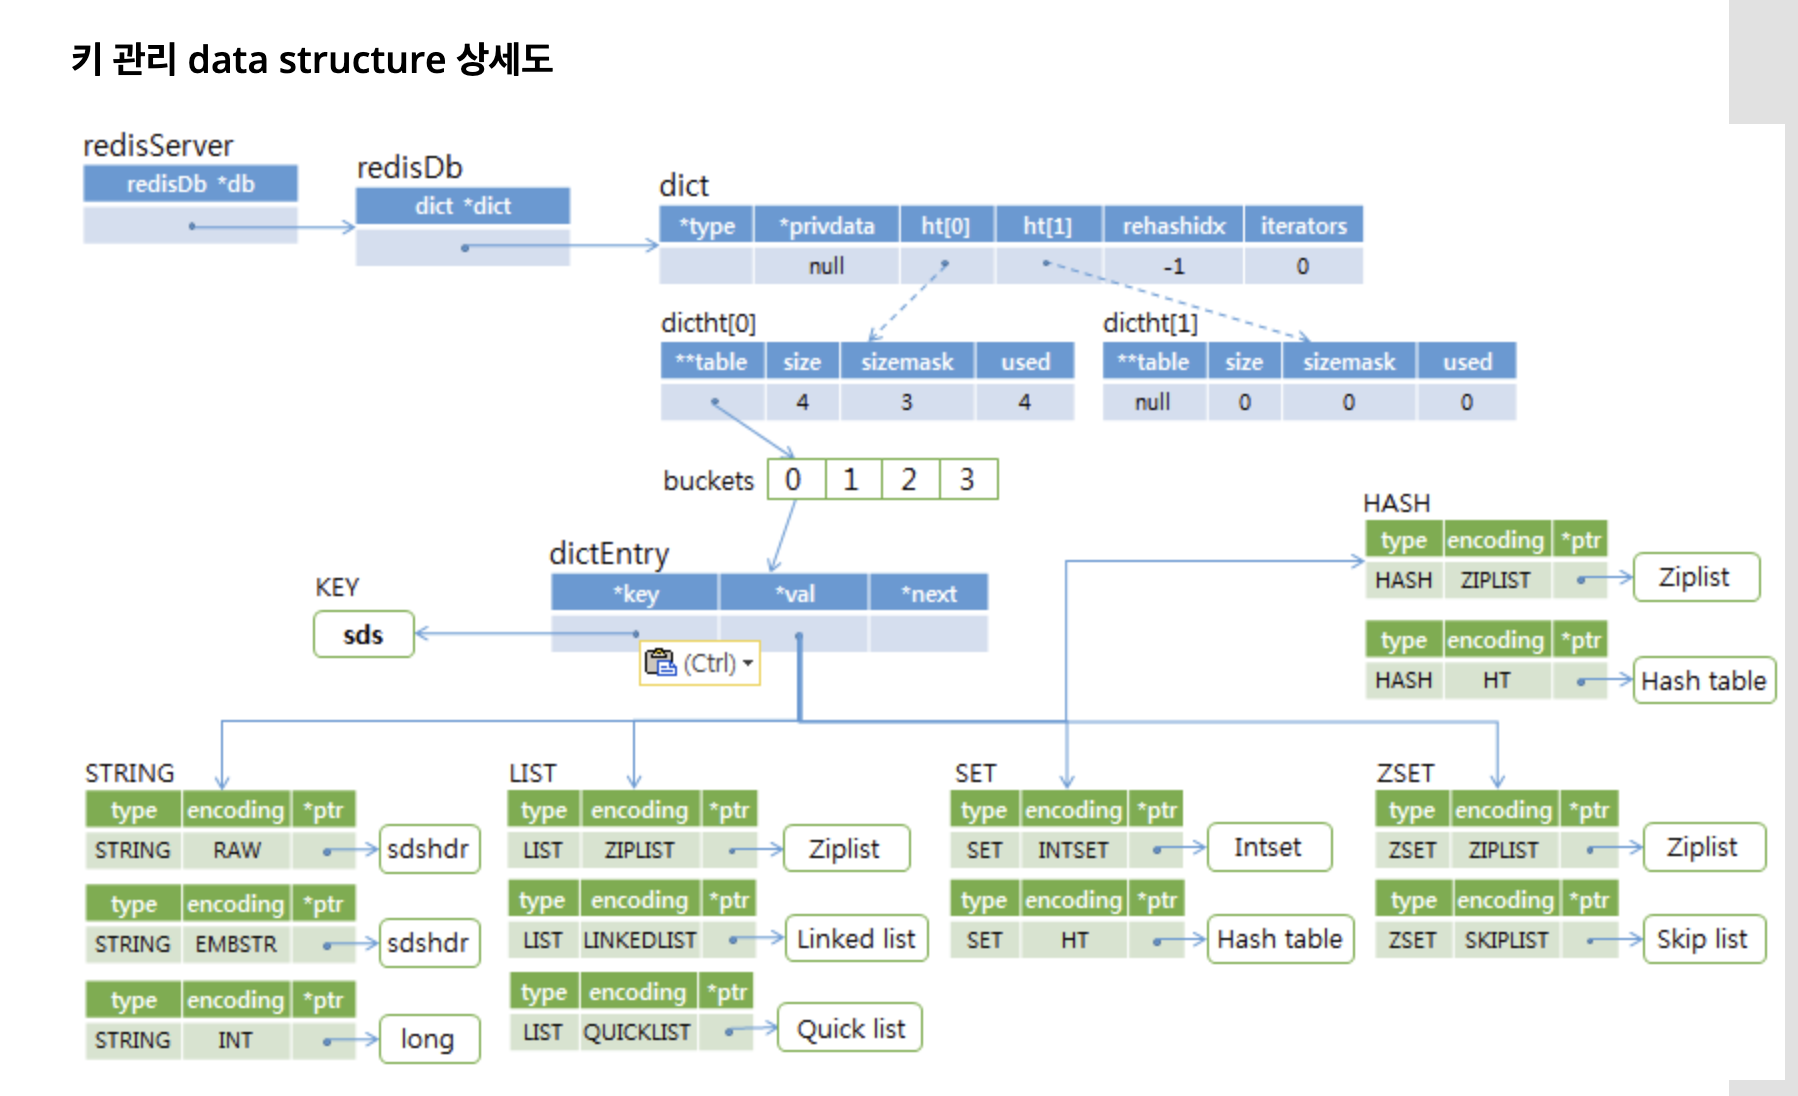 키 관리 data structure 상세도
redisServer
redisDb *db
redisDb
dict *dict
dict
*type *privdata ht[0] ht[1] rehashidx iterators
null -1 0
dictht[0]
**table size sizemask used
4 3 4
dictht[1]
**table size sizemask used
null 0 0 0
buckets 0 1 2 3
dictEntry
*key *val *next
KEY
sds
(Ctrl)
HASH
type encoding *ptr
HASH ZIPLIST Ziplist
type encoding *ptr
HASH HT Hash table
STRING
type encoding *ptr
STRING RAW sdshdr
type encoding *ptr
STRING EMBSTR sdshdr
type encoding *ptr
STRING INT long
LIST
type encoding *ptr
LIST ZIPLIST Ziplist
type encoding *ptr
LIST LINKEDLIST Linked list
type encoding *ptr
LIST QUICKLIST Quick list
SET
type encoding *ptr
SET INTSET Intset
type encoding *ptr
SET HT Hash table
ZSET
type encoding *ptr
ZSET ZIPLIST Ziplist
type encoding *ptr
ZSET SKIPLIST Skip list